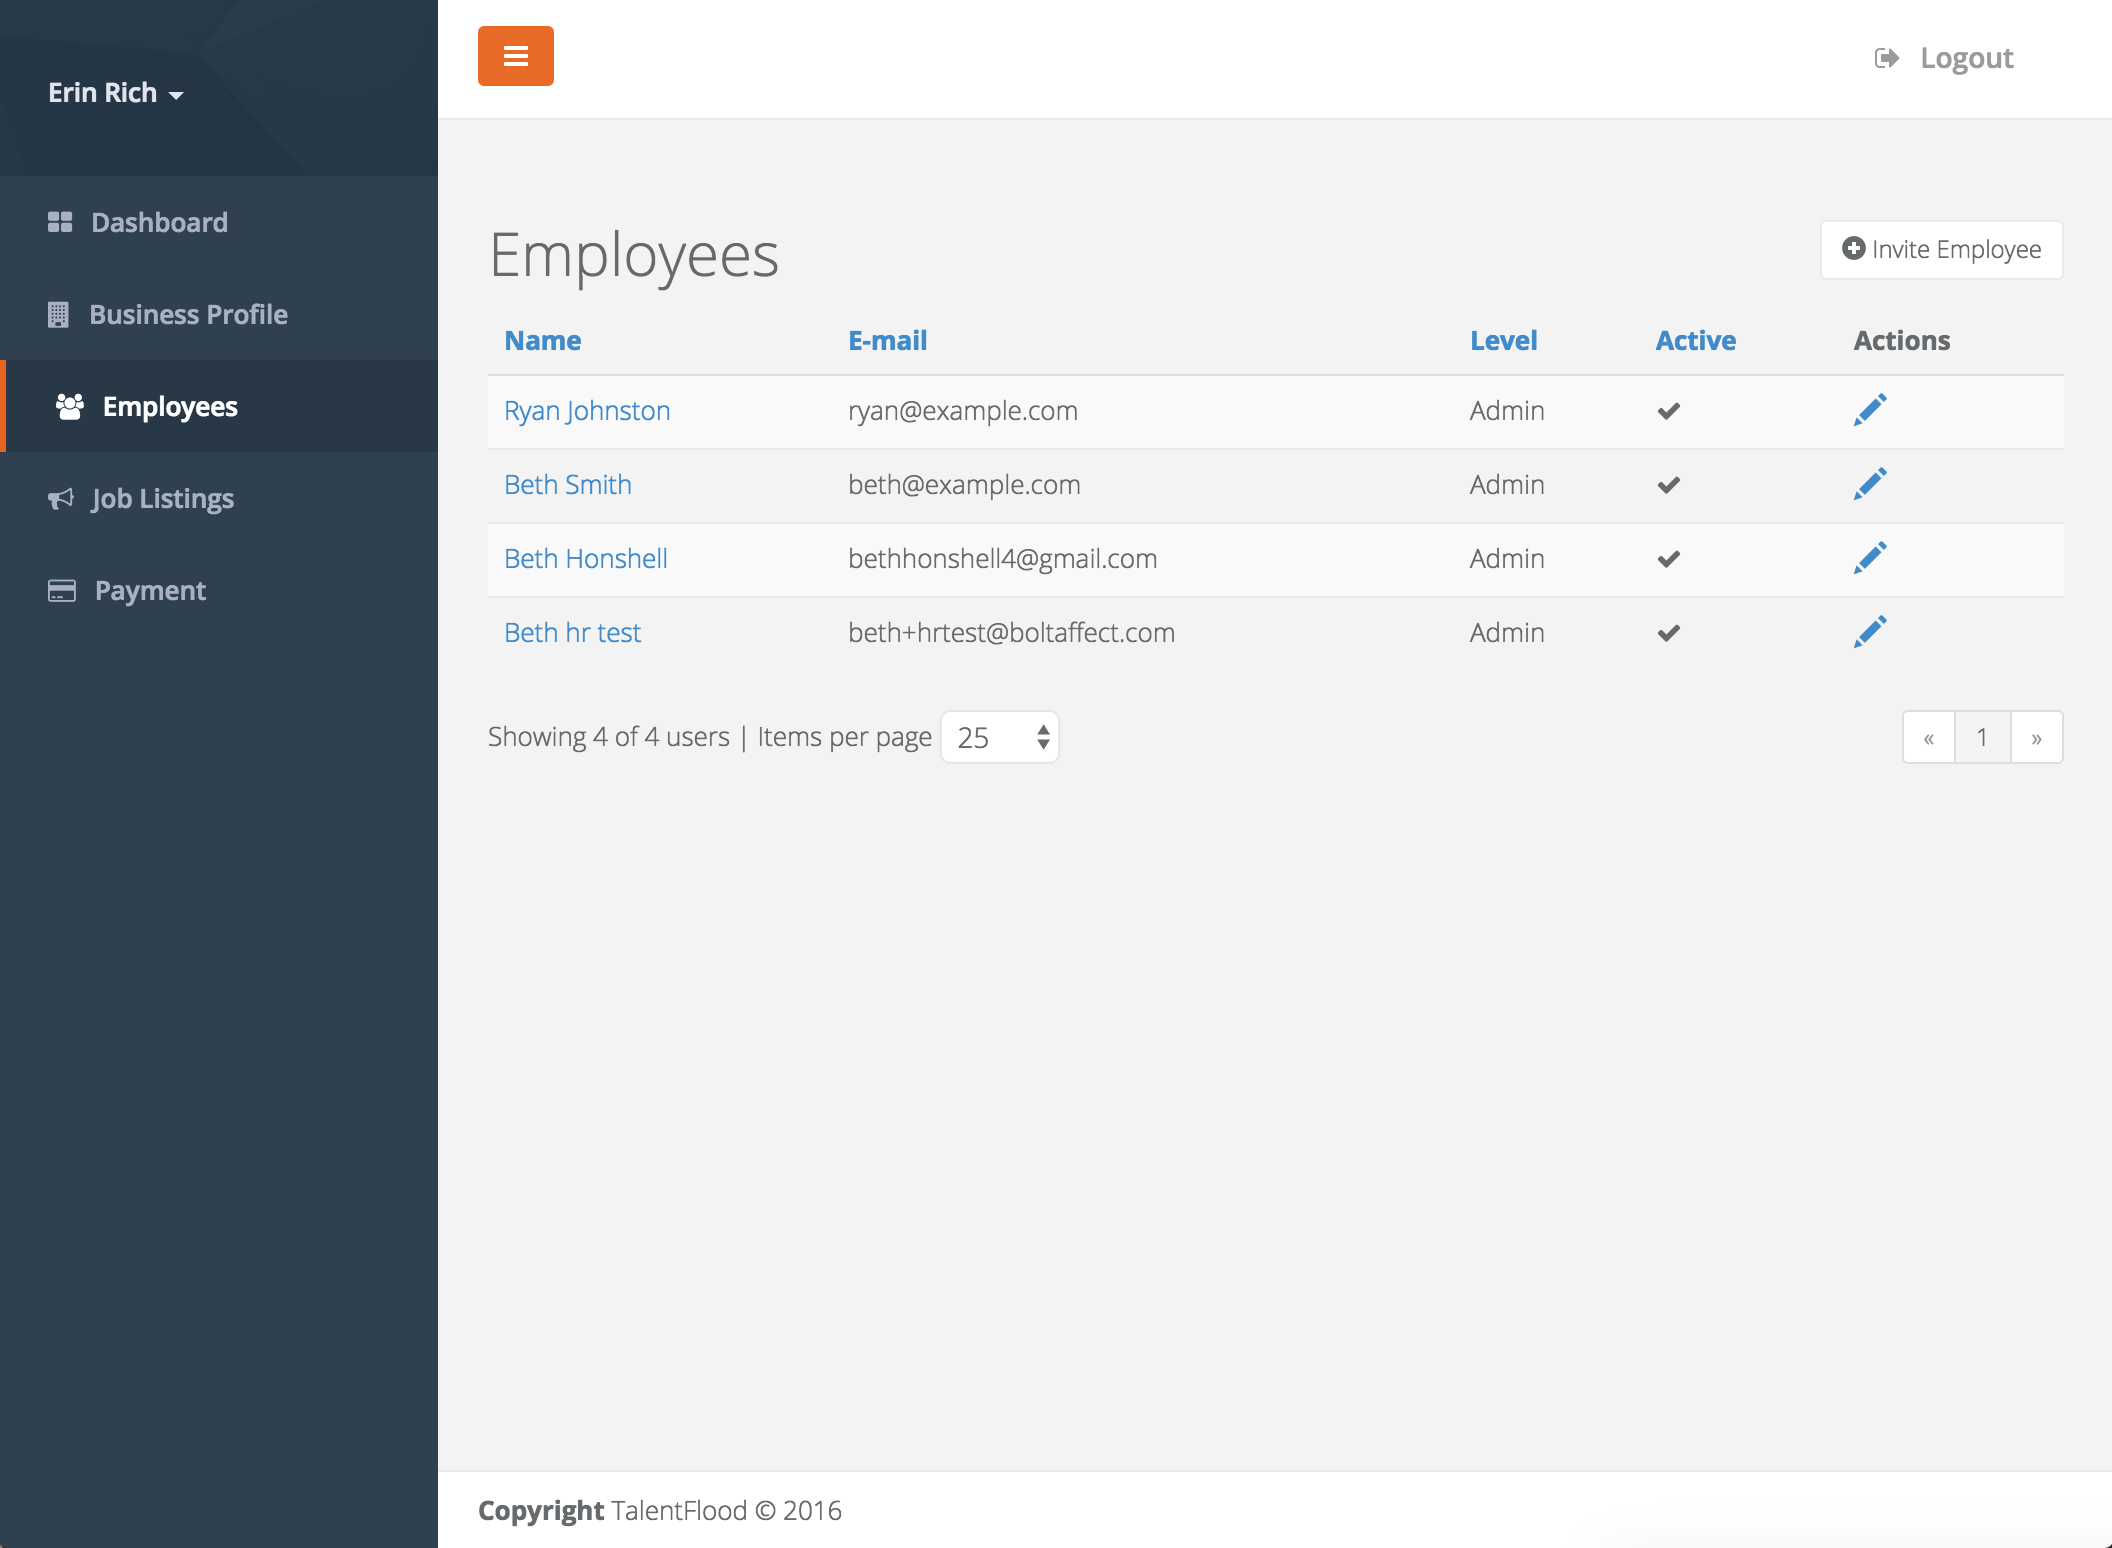 Erin Rich
Logout
Dashboard
Business Profile
Employees
Job Listings
Payment
Employees
Invite Employee
Name E-mail Level Active Actions
Ryan Johnston ryan@example.com Admin
Beth Smith beth@example.com Admin
Beth Honshell bethhonshell4@gmail.com Admin
Beth hr test beth+hrtest@boltaffect.com Admin
Showing 4 of 4 users | Items per page 25
« 1 »
Copyright TalentFlood © 2016